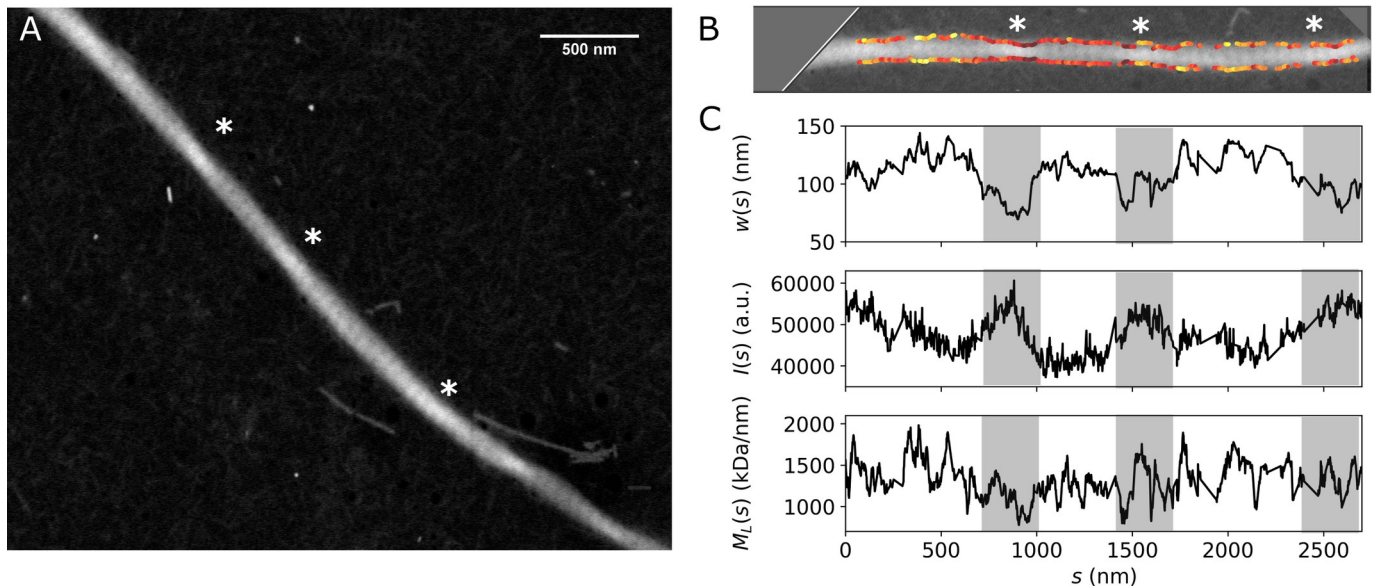 A
500 nm
*
*
*
B
* * *
C
150
100
50
w(s) (nm)
60000
50000
40000
I(s) (a.u.)
2000
1500
1000
M_L(s) (kDa/nm)
0 500 1000 1500 2000 2500
s (nm)